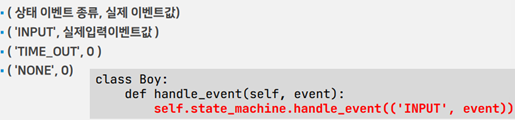 ▪ ( 상태 이벤트 종류, 실제 이벤트값)
▪ ( 'INPUT', 실제입력이벤트값 )
▪ ( 'TIME_OUT', 0 )
▪ ( 'NONE', 0)
class Boy:
    def handle_event(self, event):
        self.state_machine.handle_event(('INPUT', event))